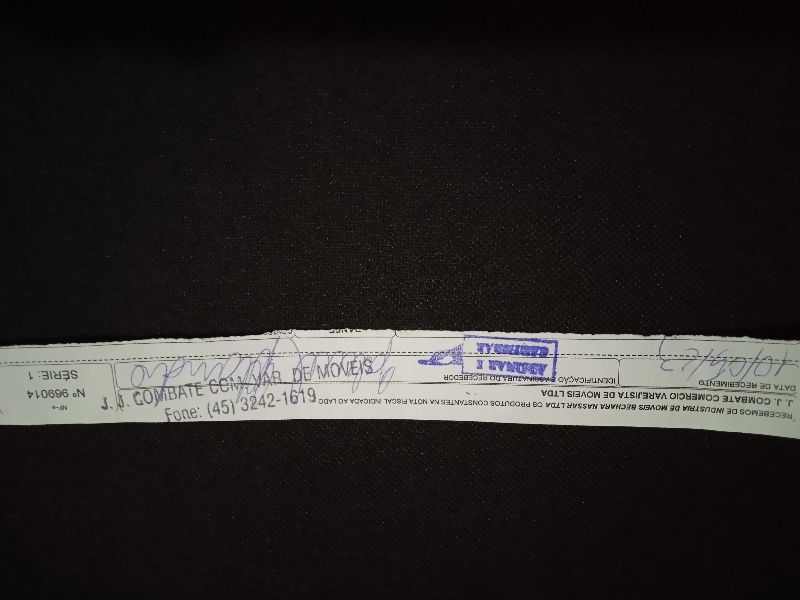 RECEBEMOS DE INDUSTRIA DE MOVEIS BECHARA NASSAR LTDA OS PRODUTOS CONSTANTES NA NOTA FISCAL INDICADA AO LADO
J. J. COMBATE COMERCIO VAREJISTA DE MOVEIS LTDA
DATA DE RECEBIMENTO
IDENTIFICAÇÃO E ASSINATURA DO RECEBEDOR
NF-e
Nº 969014
SÉRIE: 1
J. J. COMBATE COM. VAR. DE MOVEIS
Fone: (45) 3242-1619
ASSINAR E
CARIMBAR